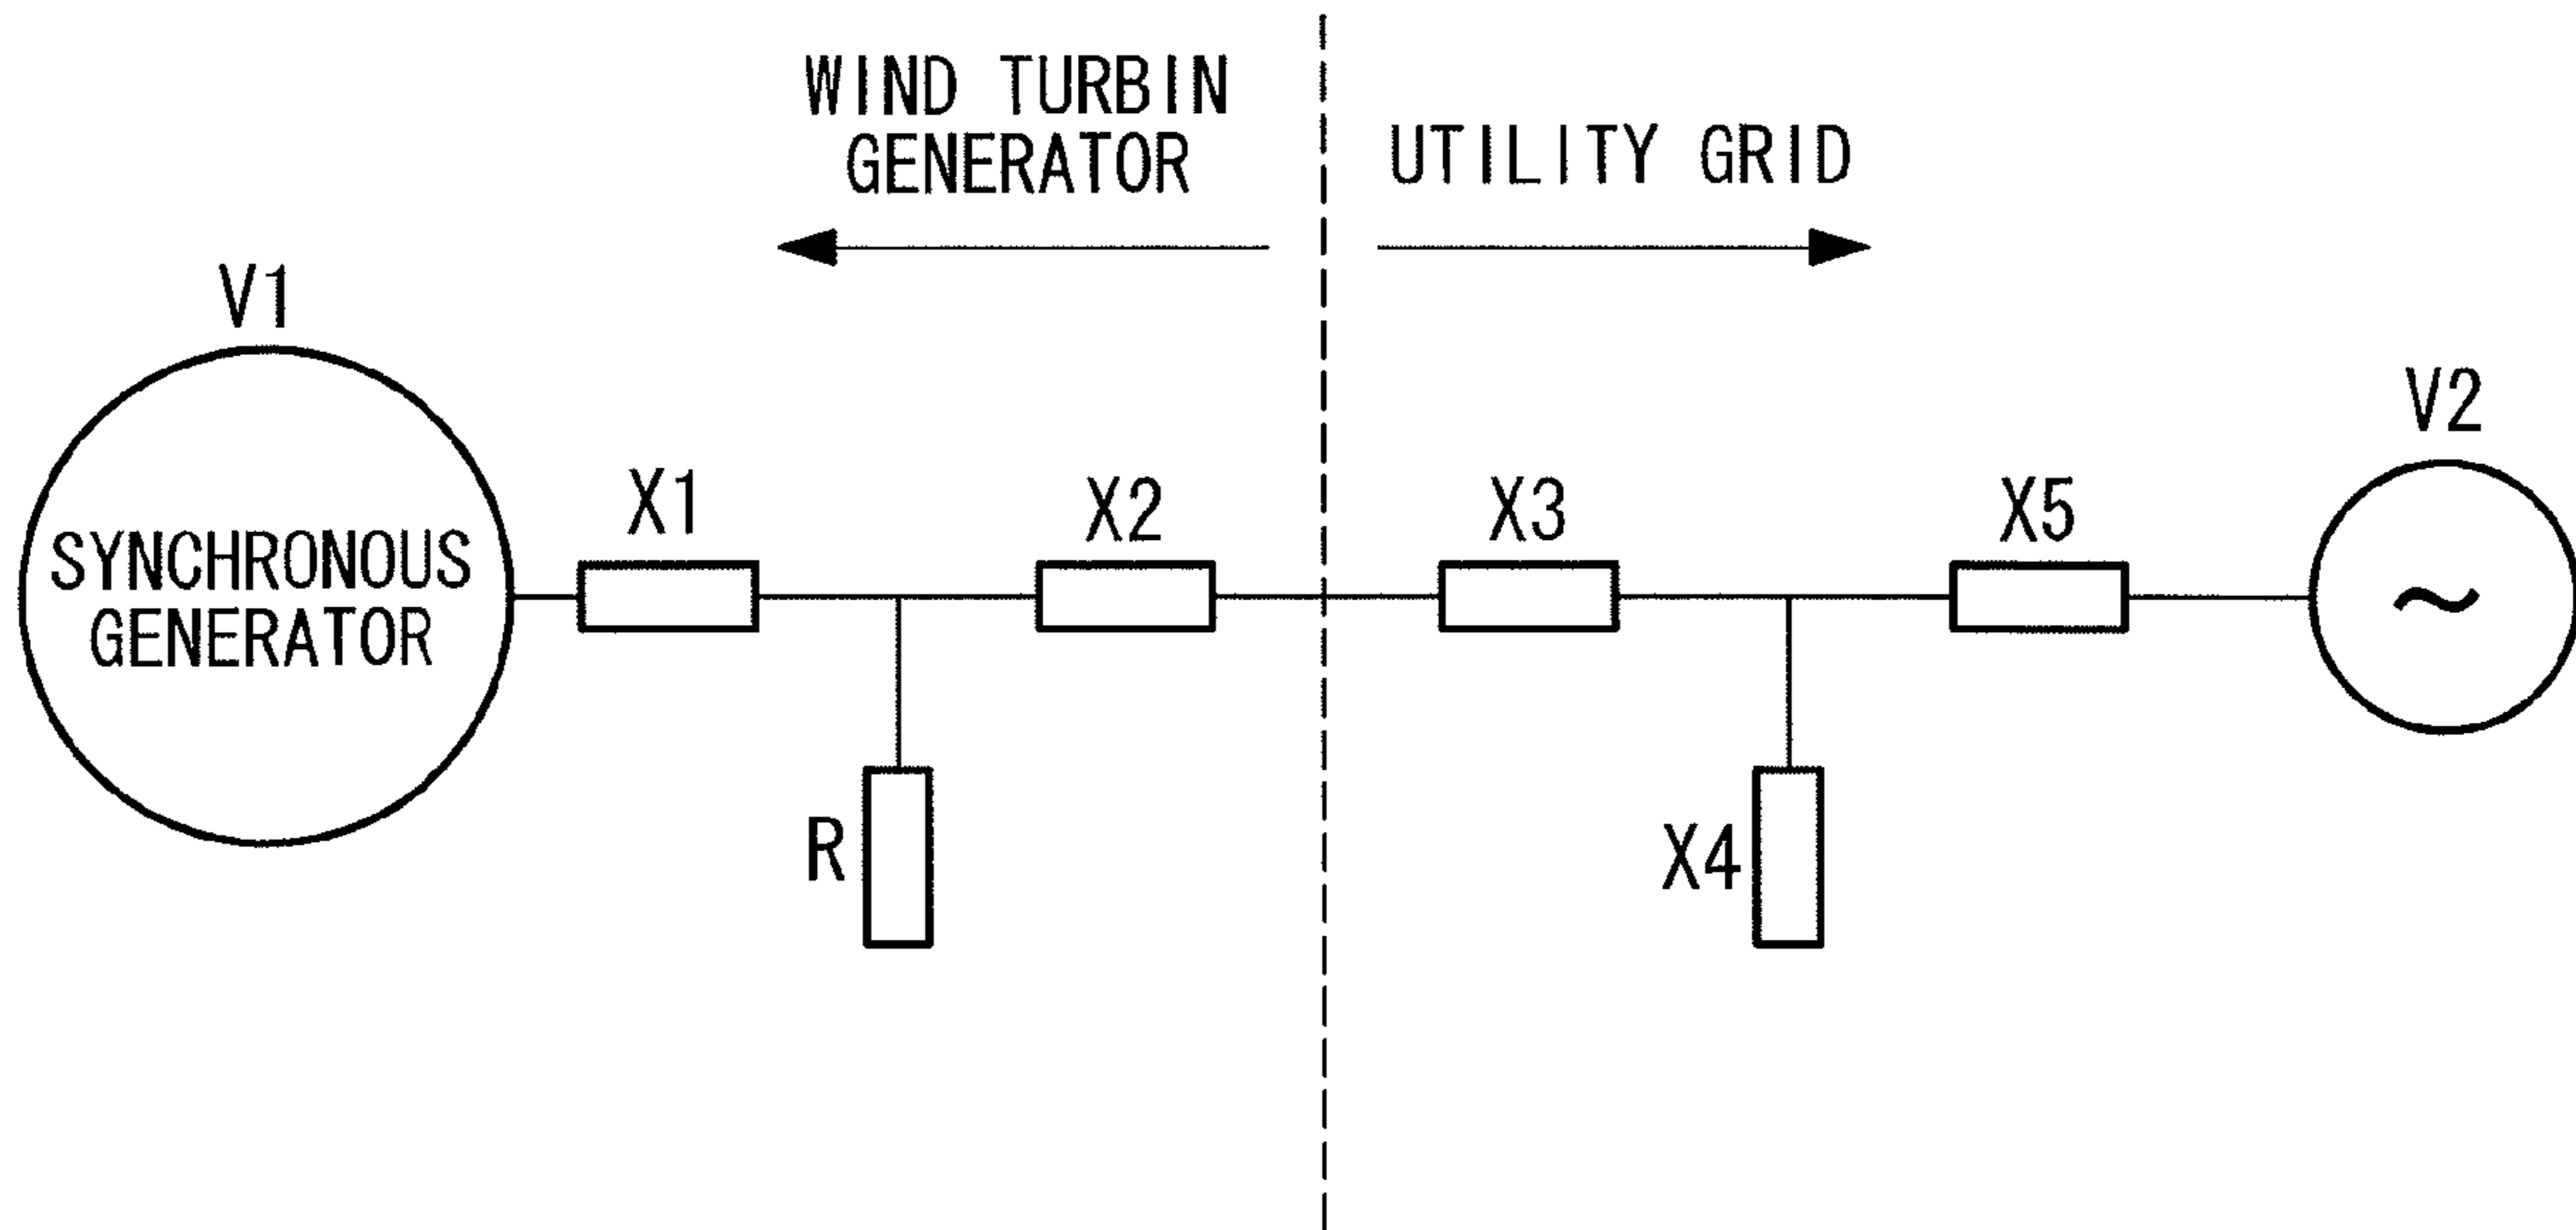 WIND TURBIN
GENERATOR
UTILITY GRID
V1
V2
X1
X2
X3
X5
SYNCHRONOUS
GENERATOR
~
R
X4